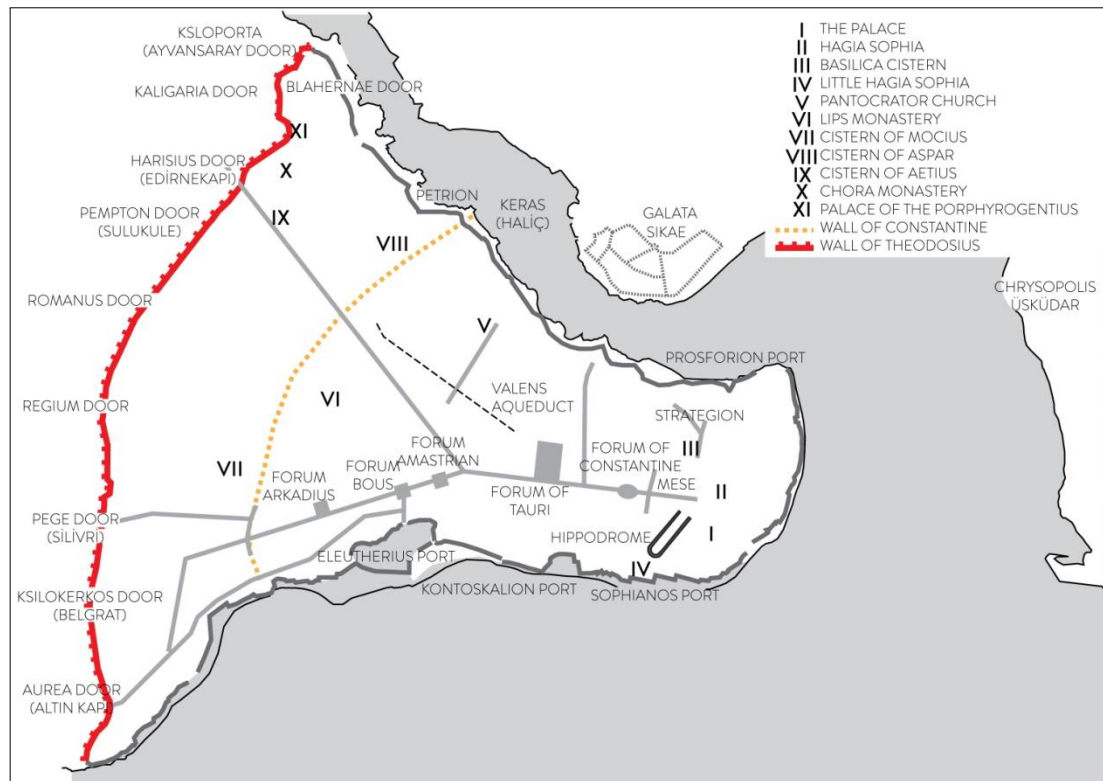 KSLOPORTA
(AYVANSARAY DOOR)
BLAHERNAE DOOR
KALIGARIA DOOR
XI
HARISIUS DOOR
(EDİRNEKAPI)
X
PEMPTON DOOR
(SULUKULE)
IX
PETRION
VIII
KERAS
(HALİÇ)
GALATA
SIKAE
I THE PALACE
II HAGIA SOPHIA
III BASILICA CISTERN
IV LITTLE HAGIA SOPHIA
V PANTOCRATOR CHURCH
VI LIPS MONASTERY
VII CISTERN OF MOCIUS
VIII CISTERN OF ASPAR
IX CISTERN OF AETIUS
X CHORA MONASTERY
XI PALACE OF THE PORPHYROGENTIUS
WALL OF CONSTANTINE
WALL OF THEODOSIUS
CHRYSOPOLIS
ÜSKÜDAR
ROMANUS DOOR
V
PROSFORION PORT
REGIUM DOOR
VI
VALENS
AQUEDUCT
STRATEGION
III
VII
FORUM
ARKADIUS
FORUM
BOUS
FORUM
AMASTRIAN
FORUM OF
TAURI
FORUM OF
CONSTANTINE
MESE
II
PEGE DOOR
(SİLİVRİ)
ELEUTHERIUS PORT
HIPPODROME
I
IV
KSILOKERKOS DOOR
(BELGRAT)
KONTOSKALION PORT
SOPHIANOS PORT
AUREA DOOR
(ALTIN KAPI)